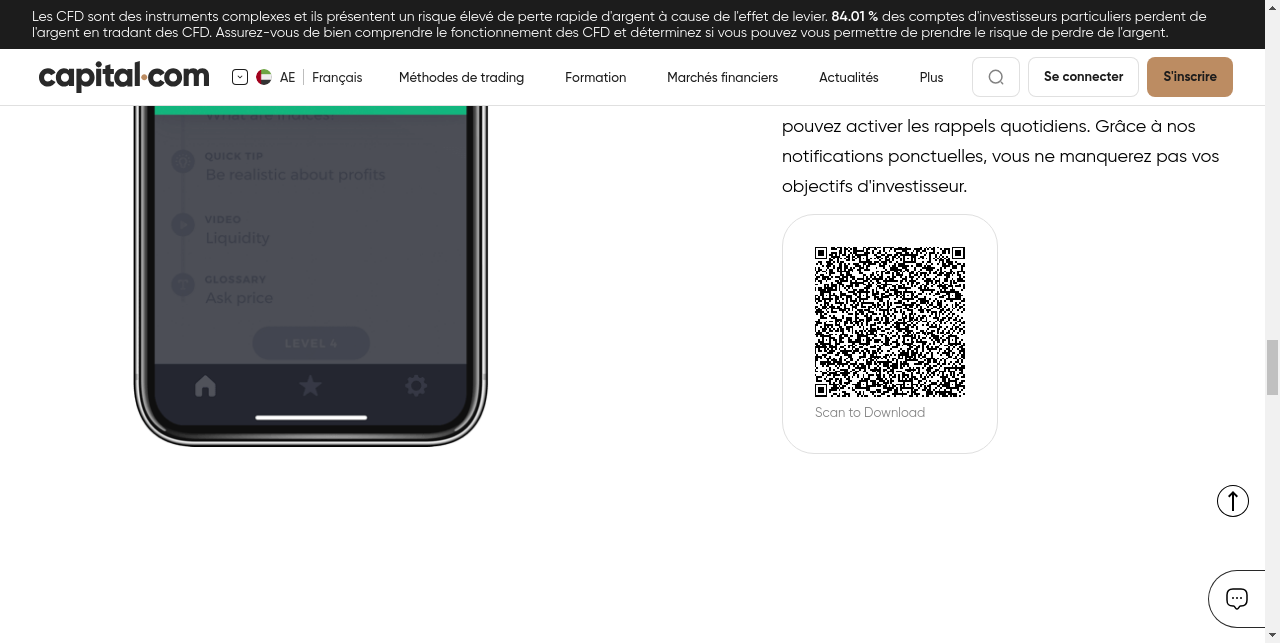 Les CFD sont des instruments complexes et ils présentent un risque élevé de perte rapide d'argent à cause de l'effet de levier. 84.01 % des comptes d'investisseurs particuliers perdent de
l'argent en tradant des CFD. Assurez-vous de bien comprendre le fonctionnement des CFD et déterminez si vous pouvez vous permettre de prendre le risque de perdre de l'argent.
capital.com AE Français Méthodes de trading Formation Marchés financiers Actualités Plus Se connecter S'inscrire
What are indices?
QUICK TIP
Be realistic about profits
VIDEO
Liquidity
GLOSSARY
Ask price
LEVEL 4
pouvez activer les rappels quotidiens. Grâce à nos
notifications ponctuelles, vous ne manquerez pas vos
objectifs d'investisseur.
Scan to Download